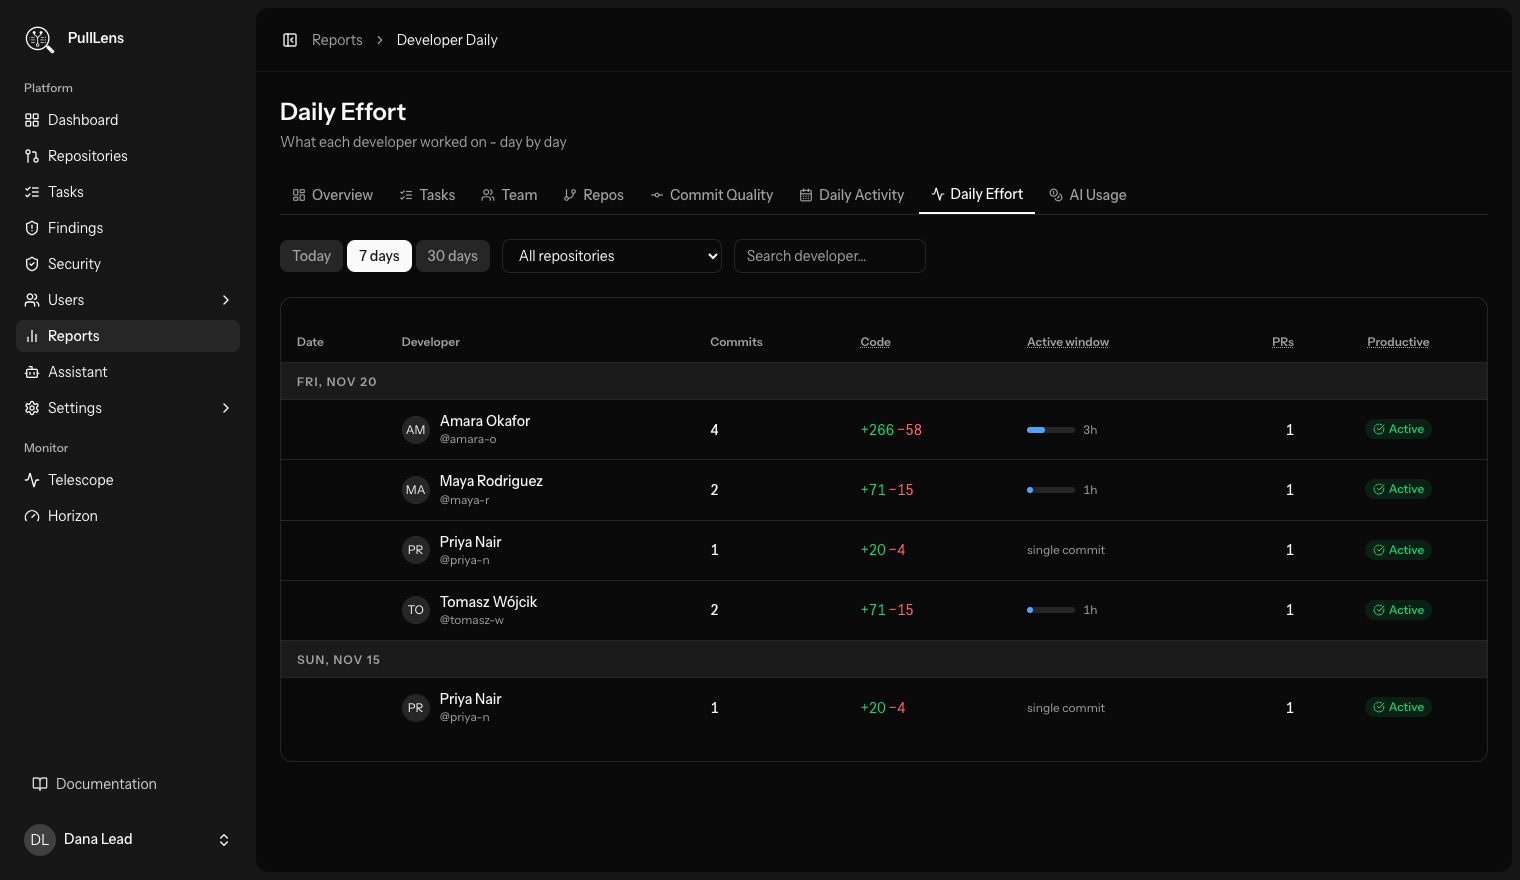 PullLens
Platform
Dashboard
Repositories
Tasks
Findings
Security
Users
Reports
Assistant
Settings
Monitor
Telescope
Horizon
Documentation
DL Dana Lead
Reports > Developer Daily
Daily Effort
What each developer worked on - day by day
Overview Tasks Team Repos Commit Quality Daily Activity Daily Effort AI Usage
Today 7 days 30 days All repositories Search developer...
Date Developer Commits Code Active window PRs Productive
FRI, NOV 20
AM Amara Okafor 4 +266 −58 3h 1 Active
@amara-o
MA Maya Rodriguez 2 +71 −15 1h 1 Active
@maya-r
PR Priya Nair 1 +20 −4 single commit 1 Active
@priya-n
TO Tomasz Wójcik 2 +71 −15 1h 1 Active
@tomasz-w
SUN, NOV 15
PR Priya Nair 1 +20 −4 single commit 1 Active
@priya-n